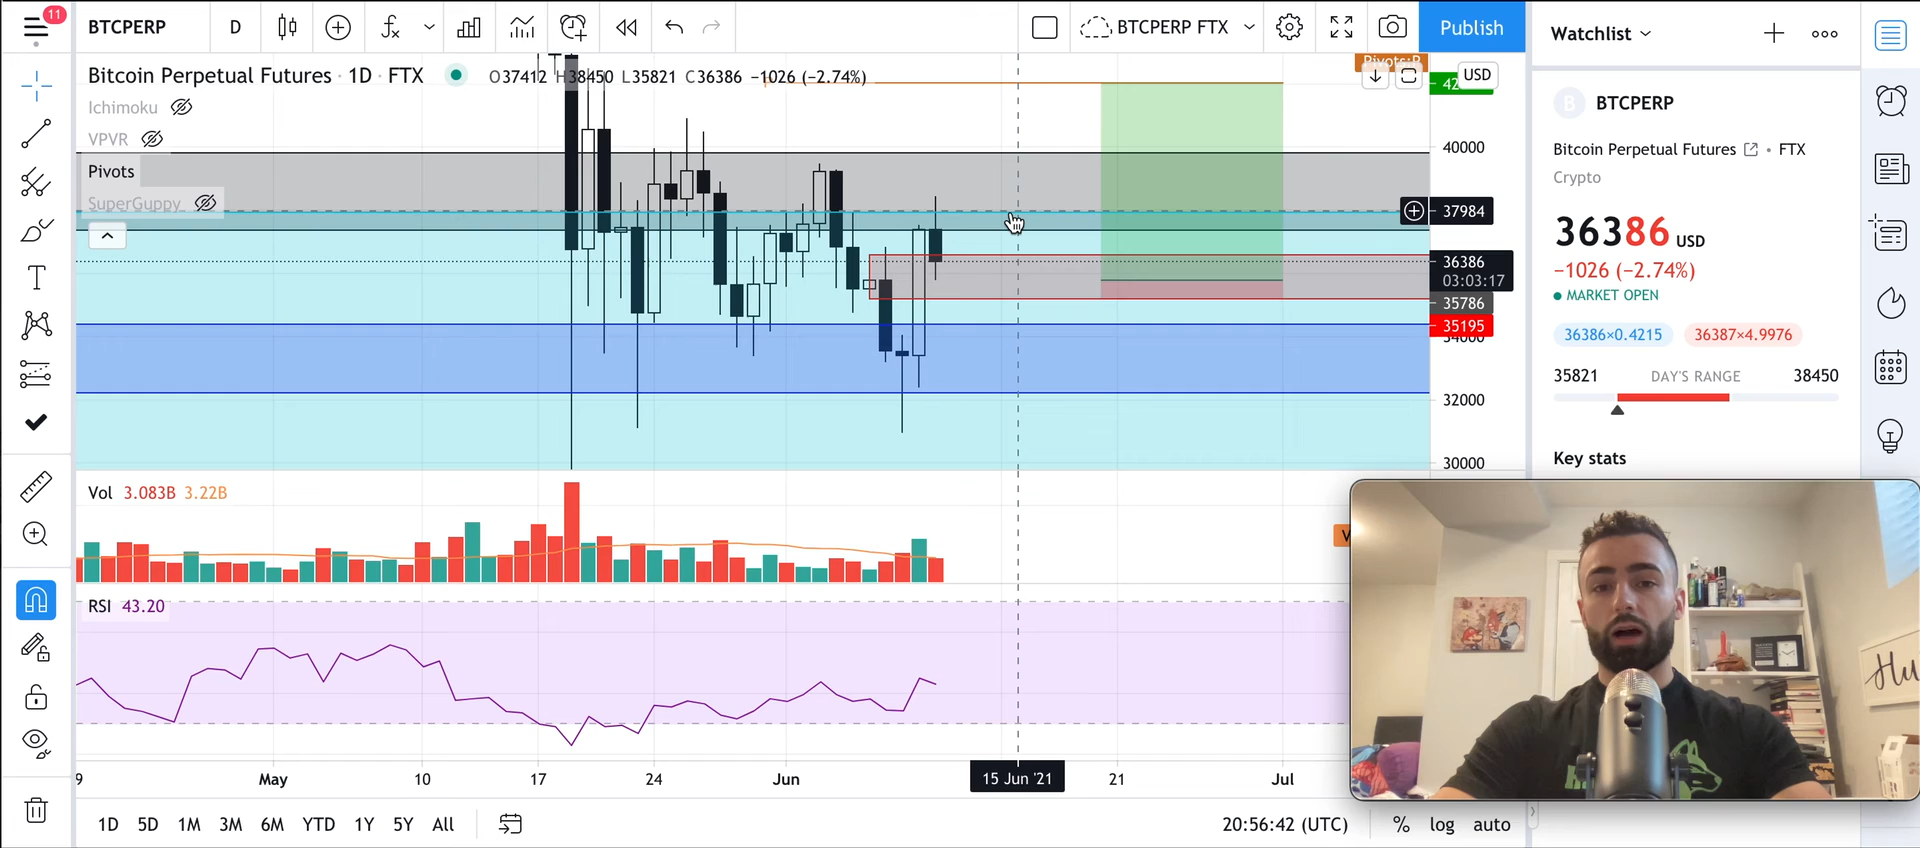 11
BTCPERP
D
BTCPERP FTX
Publish
Watchlist
Bitcoin Perpetual Futures · 1D · FTX
O37412 H38450 L35821 C36386 −1026 (−2.74%)
Pivots:P
USD
Ichimoku
VPVR
Pivots
SuperGuppy
40000
37984
36386
03:03:17
35786
35195
34000
32000
30000
BTCPERP
Bitcoin Perpetual Futures • FTX
Crypto
36386 USD
−1026 (−2.74%)
MARKET OPEN
36386×0.4215
36387×4.9976
35821 DAY'S RANGE 38450
Key stats
Vol 3.083B 3.22B
RSI 43.20
May 10 17 24 Jun 15 Jun '21 21 Jul
1D 5D 1M 3M 6M YTD 1Y 5Y All
20:56:42 (UTC) % log auto